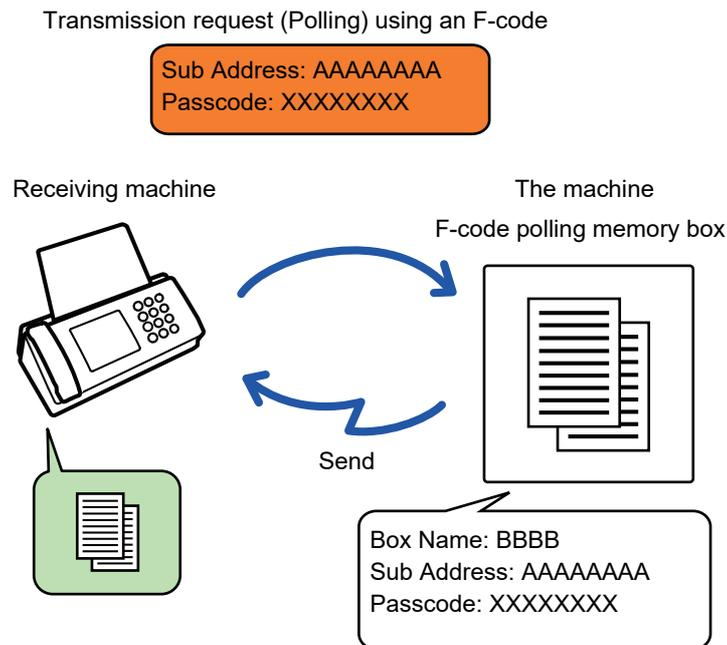 Transmission request (Polling) using an F-code
Sub Address: AAAAAAAA
Passcode: XXXXXXXX
Receiving machine
The machine
F-code polling memory box
Send
Box Name: BBBB
Sub Address: AAAAAAAA
Passcode: XXXXXXXX